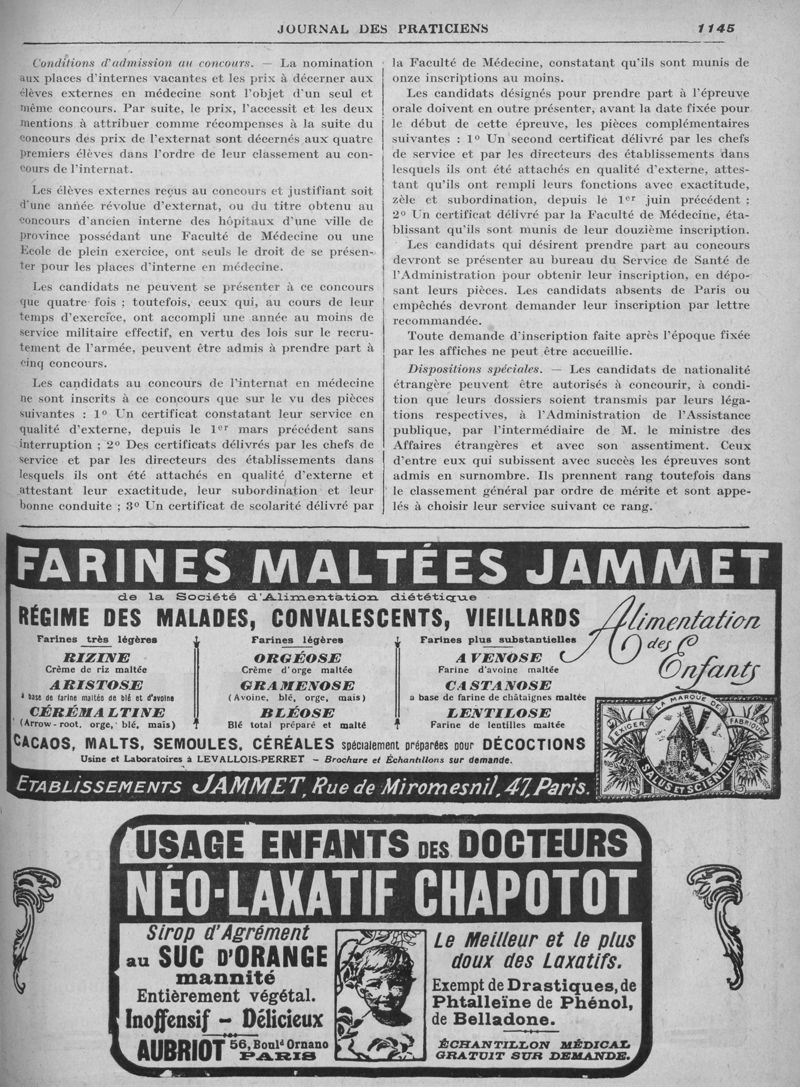 JOURNAL DES PRATICIENS
1145
Conditions d'admission au concours. — La nomination
aux places d'internes vacantes et les prix à décerner aux
élèves externes en médecine sont l'objet d'un seul et
même concours. Par suite, le prix, l'accessit et les deux
mentions à attribuer comme récompenses à la suite du
concours des prix de l'externat sont décernés aux quatre
premiers élèves dans l'ordre de leur classement au con-
cours de l'internat.
Les élèves externes reçus au concours et justifiant soit
d'une année révolue d'externat, ou du titre obtenu au
concours d'ancien interne des hôpitaux d'une ville de
province possédant une Faculté de Médecine ou une
Ecole de plein exercice, ont seuls le droit de se présen-
ter pour les places d'interne en médecine.
Les candidats ne peuvent se présenter à ce concours
que quatre fois ; toutefois, ceux qui, au cours de leur
temps d'exercice, ont accompli une année au moins de
service militaire effectif, en vertu des lois sur le recru-
tement de l'armée, peuvent être admis à prendre part à
cinq concours.
Les candidats au concours de l'internat en médecine
ne sont inscrits à ce concours que sur le vu des pièces
suivantes : 1º Un certificat constatant leur service en
qualité d'externe, depuis le 1er mars précédent sans
interruption ; 2º Des certificats délivrés par les chefs de
service et par les directeurs des établissements dans
lesquels ils ont été attachés en qualité d'externe et
attestant leur exactitude, leur subordination et leur
bonne conduite ; 3º Un certificat de scolarité délivré par
la Faculté de Médecine, constatant qu'ils sont munis de
onze inscriptions au moins.
Les candidats désignés pour prendre part à l'épreuve
orale doivent en outre présenter, avant la date fixée pour
le début de cette épreuve, les pièces complémentaires
suivantes : 1º Un second certificat délivré par les chefs
de service et par les directeurs des établissements dans
lesquels ils ont été attachés en qualité d'externe, attes-
tant qu'ils ont rempli leurs fonctions avec exactitude,
zèle et subordination, depuis le 1er juin précédent ;
2º Un certificat délivré par la Faculté de Médecine, éta-
blissant qu'ils sont munis de leur douzième inscription.
Les candidats qui désirent prendre part au concours
devront se présenter au bureau du Service de Santé de
l'Administration pour obtenir leur inscription, en dépo-
sant leurs pièces. Les candidats absents de Paris ou
empêchés devront demander leur inscription par lettre
recommandée.
Toute demande d'inscription faite après l'époque fixée
par les affiches ne peut être accueillie.
Dispositions spéciales. — Les candidats de nationalité
étrangère peuvent être autorisés à concourir, à condi-
tion que leurs dossiers soient transmis par leurs léga-
tions respectives, à l'Administration de l'Assistance
publique, par l'intermédiaire de M. le ministre des
Affaires étrangères et avec son assentiment. Ceux
d'entre eux qui subissent avec succès les épreuves sont
admis en surnombre. Ils prennent rang toutefois dans
le classement général par ordre de mérite et sont appe-
lés à choisir leur service suivant ce rang.
FARINES MALTÉES JAMMET
de la Société d'Alimentation diététique
RÉGIME DES MALADES, CONVALESCENTS, VIEILLARDS
Alimentation
des
Enfants
Farines très légères
RIZINE
Crème de riz maltée
ARISTOSE
à base de farine maltée de blé et d'avoine
CÉRÉMALTINE
(Arrow-root, orge, blé, maïs)
Farines légères
ORGÉOSE
Crème d'orge maltée
GRAMENOSE
(Avoine, blé, orge, maïs)
BLÉOSE
Blé total préparé et malté
Farines plus substantielles
AVENOSE
Farine d'avoine maltée
CASTANOSE
a base de farine de châtaignes maltée
LENTILOSE
Farine de lentilles maltée
CACAOS, MALTS, SEMOULES, CÉRÉALES spécialement préparées pour DÉCOCTIONS
Usine et Laboratoires à LEVALLOIS-PERRET – Brochure et Échantillons sur demande.
ETABLISSEMENTS JAMMET, Rue de Miromesnil, 47, Paris.
EXIGER LA MARQUE DE FABRIQUE
SALUS ET SCIENTIA
USAGE ENFANTS DES DOCTEURS
NÉO-LAXATIF CHAPOTOT
Sirop d'Agrément
au SUC D'ORANGE
mannité
Entièrement végétal.
Inoffensif – Délicieux
AUBRIOT 56, Boulᵈ Ornano
PARIS
Le Meilleur et le plus
doux des Laxatifs.
Exempt de Drastiques, de
Phtalleïne de Phénol,
de Belladone.
ÉCHANTILLON MÉDICAL
GRATUIT SUR DEMANDE.